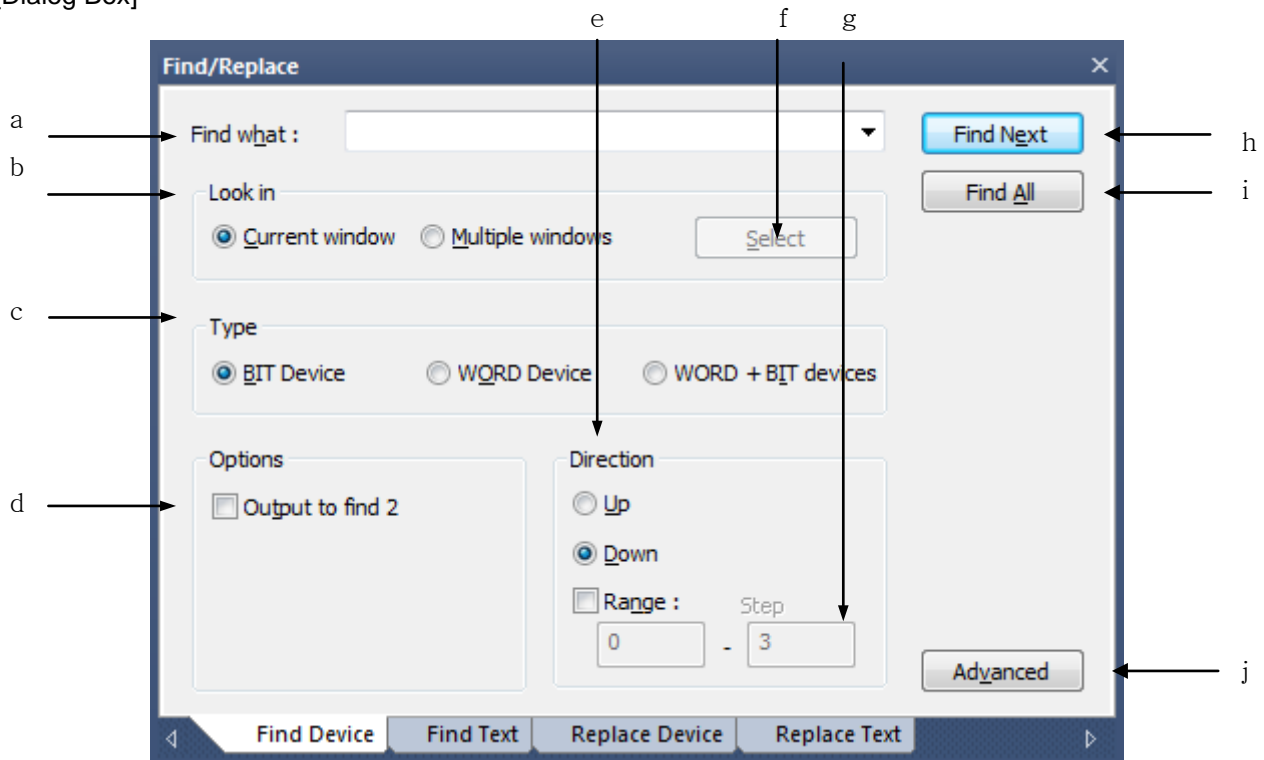 [Dialog Box]
e f g
Find/Replace
a Find what : Find Next h
b Look in Find All i
Current window Multiple windows Select
c Type
BIT Device WORD Device WORD + BIT devices
Options Direction
d Output to find 2 Up
Down
Range : Step
0 - 3
Advanced j
Find Device Find Text Replace Device Replace Text